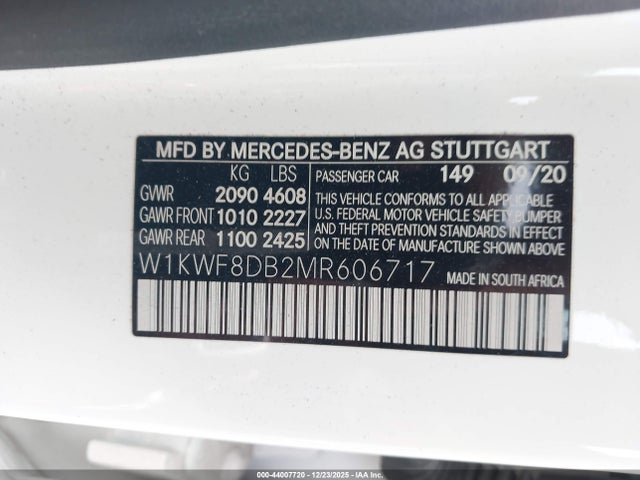 MFD BY MERCEDES-BENZ AG STUTTGART
KG LBS
GVWR 2090 4608
GAWR FRONT 1010 2227
GAWR REAR 1100 2425
PASSENGER CAR 149 09/20
THIS VEHICLE CONFORMS TO ALL APPLICABLE
U.S. FEDERAL MOTOR VEHICLE SAFETY, BUMPER
AND THEFT PREVENTION STANDARDS IN EFFECT
ON THE DATE OF MANUFACTURE SHOWN ABOVE.
W1KWF8DB2MR606717 MADE IN SOUTH AFRICA
000-44007720 - 12/23/2025 - IAAI.COM